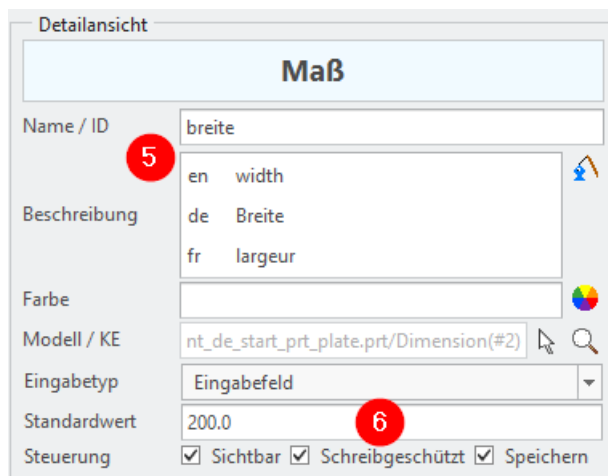 Detailansicht
Maß
Name / ID breite
5
en width
Beschreibung de Breite
fr largeur
Farbe
Modell / KE nt_de_start_prt_plate.prt/Dimension(#2)
Eingabetyp Eingabefeld
Standardwert 200.0 6
Steuerung Sichtbar Schreibgeschützt Speichern